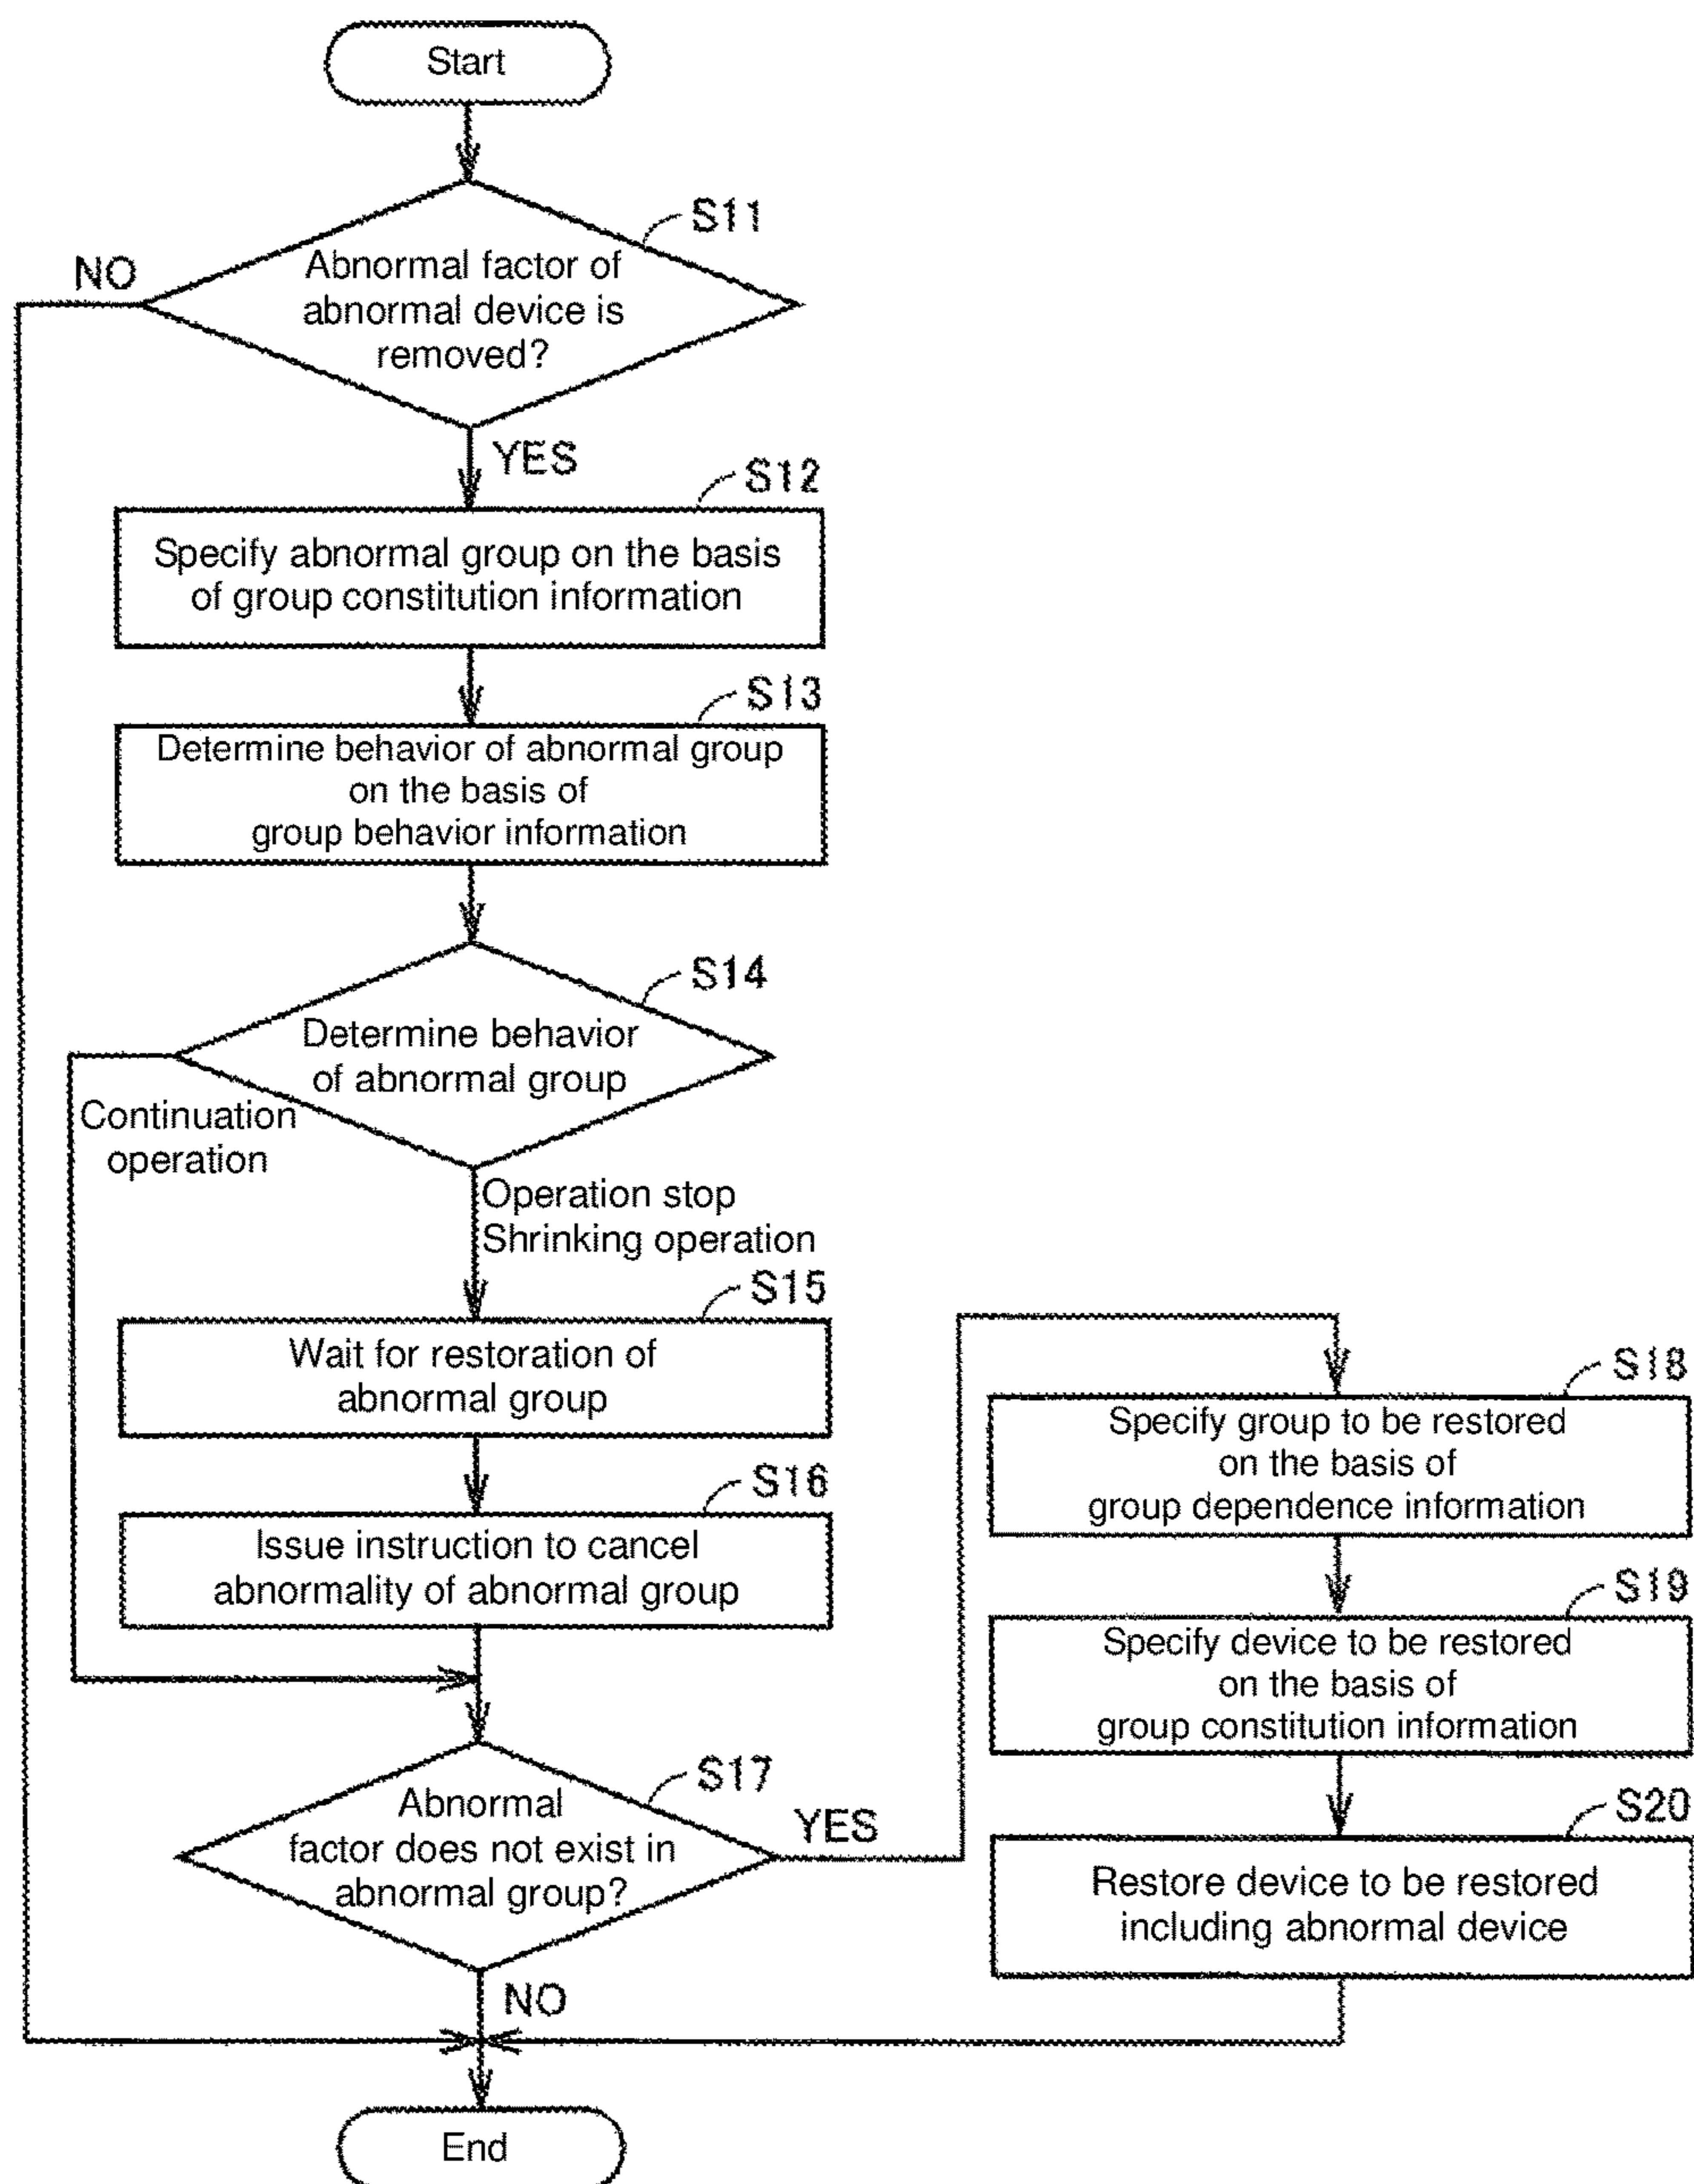 Start
S11
NO
Abnormal factor of
abnormal device is
removed?
YES
S12
Specify abnormal group on the basis
of group constitution information
S13
Determine behavior of abnormal group
on the basis of
group behavior information
S14
Determine behavior
of abnormal group
Continuation
operation
Operation stop
Shrinking operation
S15
Wait for restoration of
abnormal group
S16
Issue instruction to cancel
abnormality of abnormal group
S17
Abnormal
factor does not exist in
abnormal group?
YES
NO
S18
Specify group to be restored
on the basis of
group dependence information
S19
Specify device to be restored
on the basis of
group constitution information
S20
Restore device to be restored
including abnormal device
End